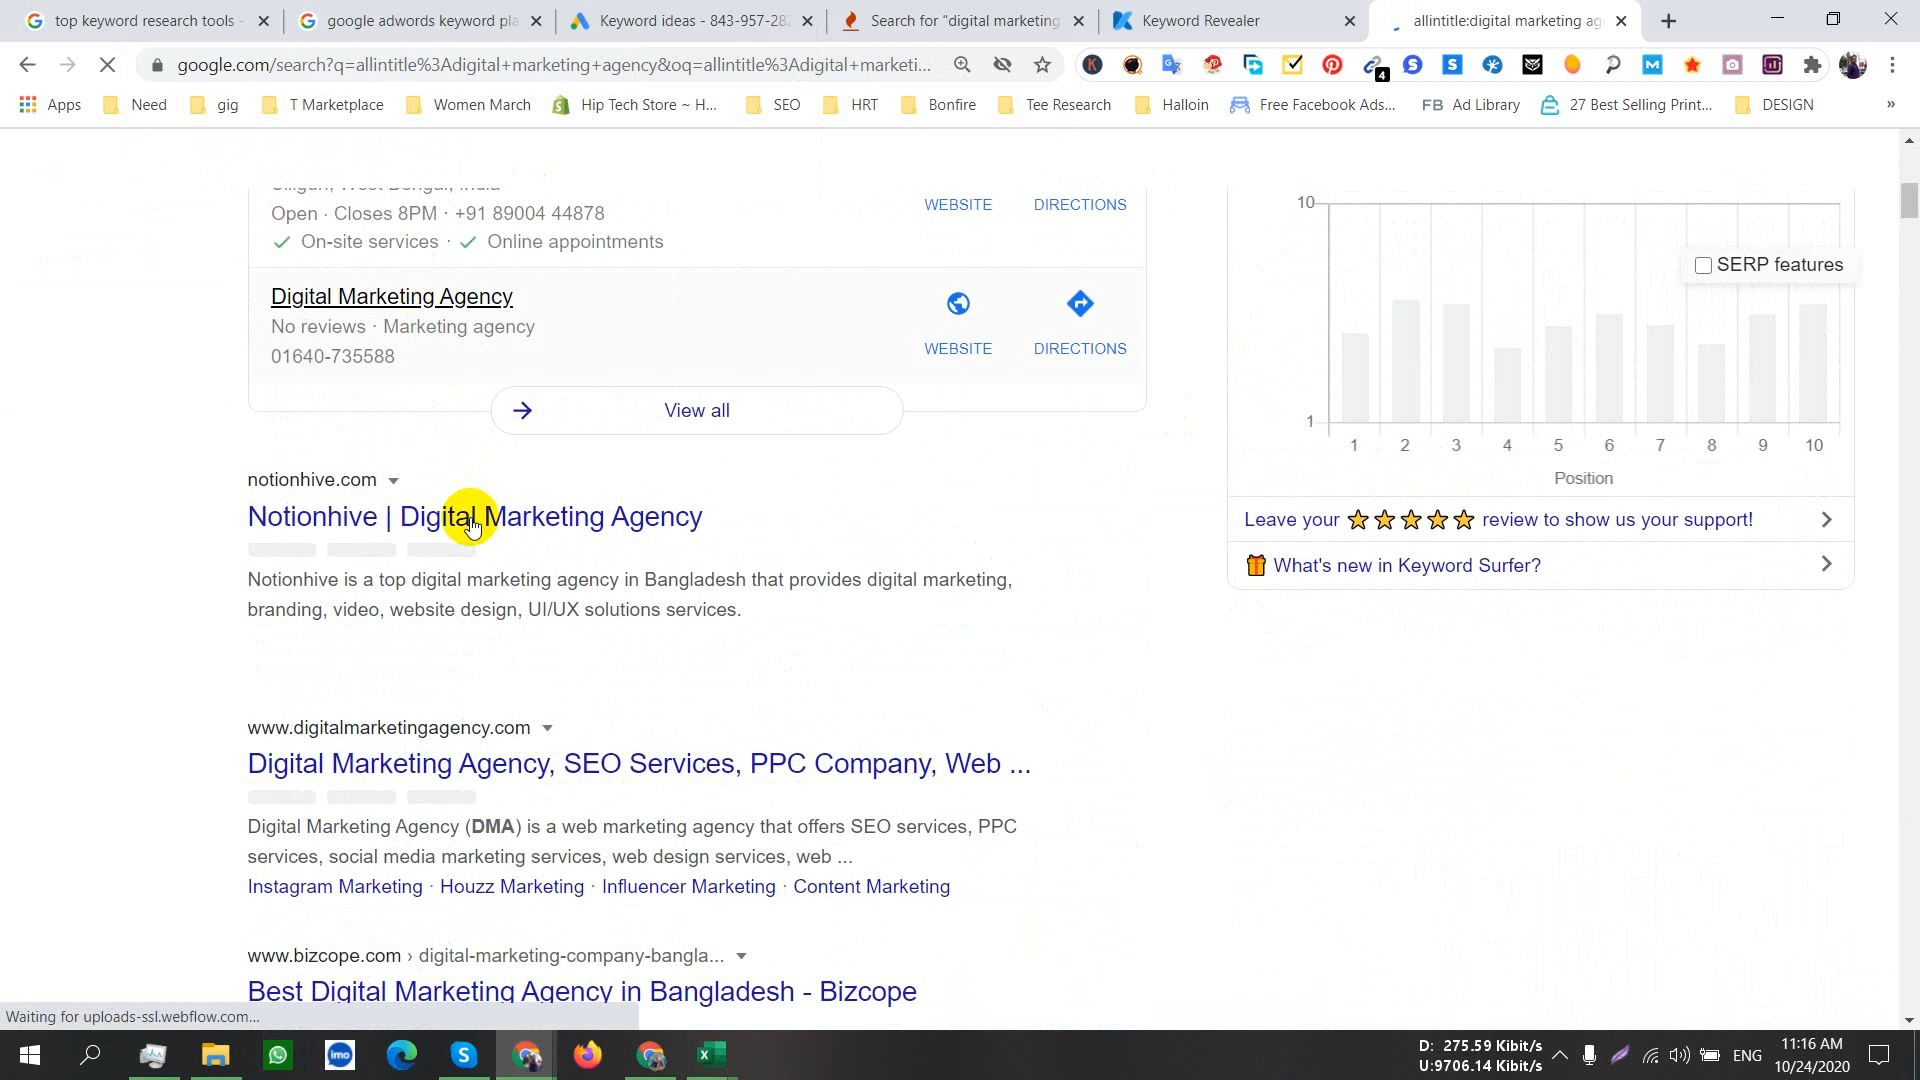 top keyword research tools -
google adwords keyword pla
Keyword ideas - 843-957-282
Search for "digital marketing
Keyword Revealer
allintitle:digital marketing ag
google.com/search?q=allintitle%3Adigital+marketing+agency&oq=allintitle%3Adigital+marketi...
4
Apps
Need
gig
T Marketplace
Women March
Hip Tech Store ~ H...
SEO
HRT
Bonfire
Tee Research
Halloin
Free Facebook Ads...
FB Ad Library
27 Best Selling Print...
DESIGN
»
Open · Closes 8PM · +91 89004 44878
On-site services · Online appointments
WEBSITE
DIRECTIONS
Digital Marketing Agency
No reviews · Marketing agency
01640-735588
WEBSITE
DIRECTIONS
View all
notionhive.com
Notionhive | Digital Marketing Agency
Notionhive is a top digital marketing agency in Bangladesh that provides digital marketing,
branding, video, website design, UI/UX solutions services.
www.digitalmarketingagency.com
Digital Marketing Agency, SEO Services, PPC Company, Web ...
Digital Marketing Agency (DMA) is a web marketing agency that offers SEO services, PPC
services, social media marketing services, web design services, web ...
Instagram Marketing · Houzz Marketing · Influencer Marketing · Content Marketing
www.bizcope.com › digital-marketing-company-bangla...
Best Digital Marketing Agency in Bangladesh - Bizcope
10
SERP features
1
1 2 3 4 5 6 7 8 9 10
Position
Leave your review to show us your support!
What's new in Keyword Surfer?
Waiting for uploads-ssl.webflow.com...
imo
D: 275.59 Kibit/s
U:9706.14 Kibit/s
ENG
11:16 AM
10/24/2020